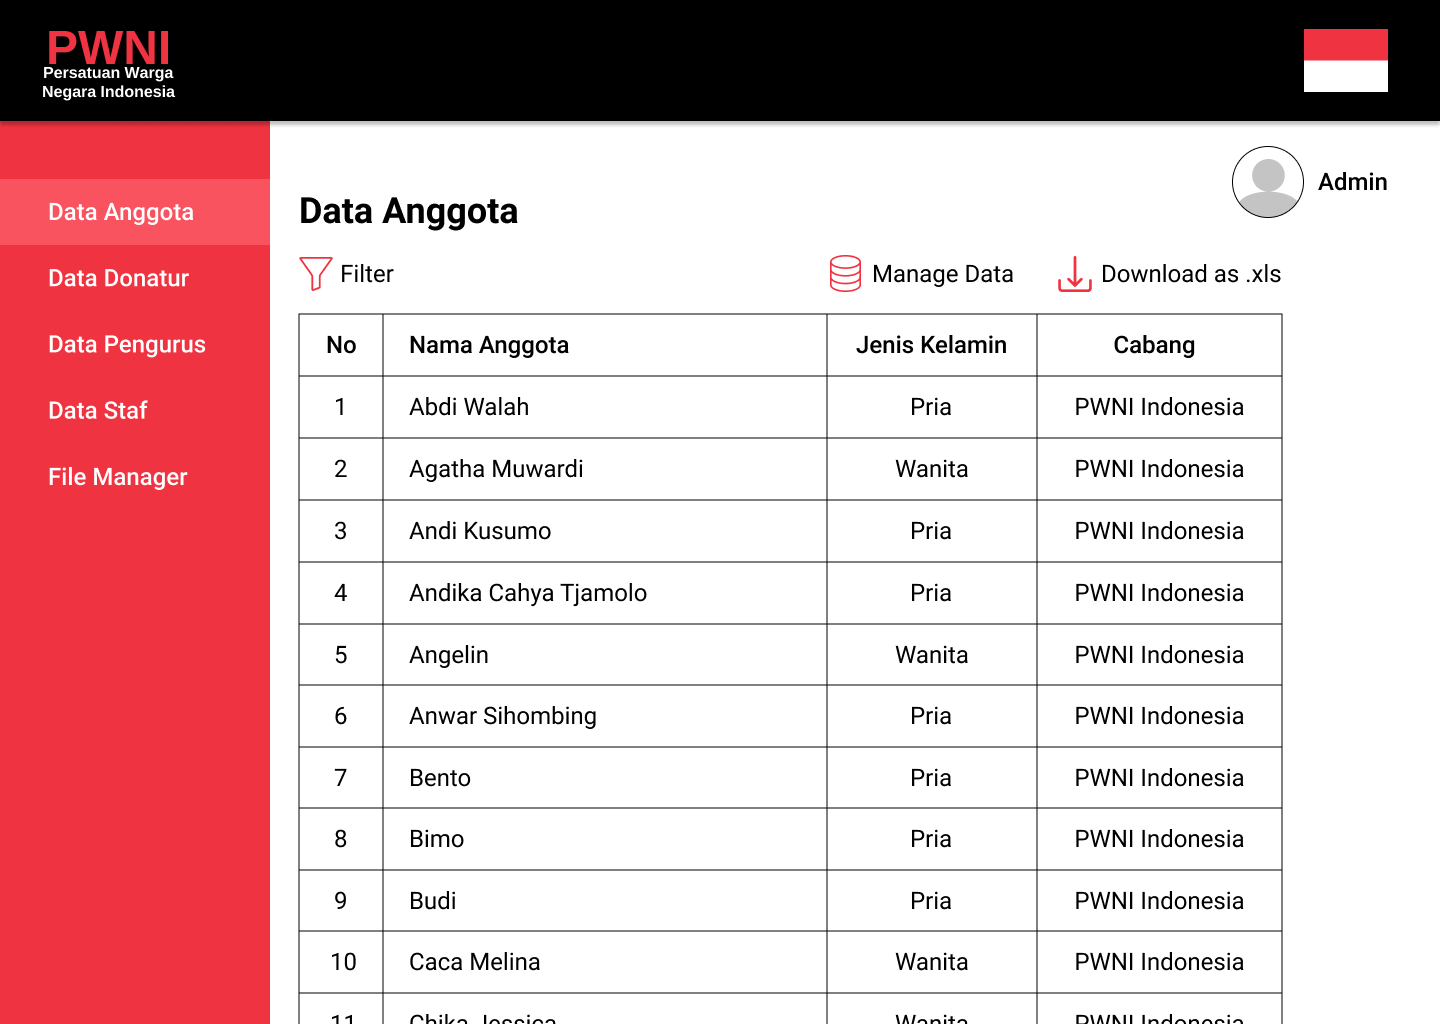 PWNI
Persatuan Warga
Negara Indonesia
Admin
Data Anggota
Data Donatur
Data Pengurus
Data Staf
File Manager
Data Anggota
Filter
Manage Data
Download as .xls
No Nama Anggota Jenis Kelamin Cabang
1 Abdi Walah Pria PWNI Indonesia
2 Agatha Muwardi Wanita PWNI Indonesia
3 Andi Kusumo Pria PWNI Indonesia
4 Andika Cahya Tjamolo Pria PWNI Indonesia
5 Angelin Wanita PWNI Indonesia
6 Anwar Sihombing Pria PWNI Indonesia
7 Bento Pria PWNI Indonesia
8 Bimo Pria PWNI Indonesia
9 Budi Pria PWNI Indonesia
10 Caca Melina Wanita PWNI Indonesia
11 Chika Jessica Wanita PWNI Indonesia